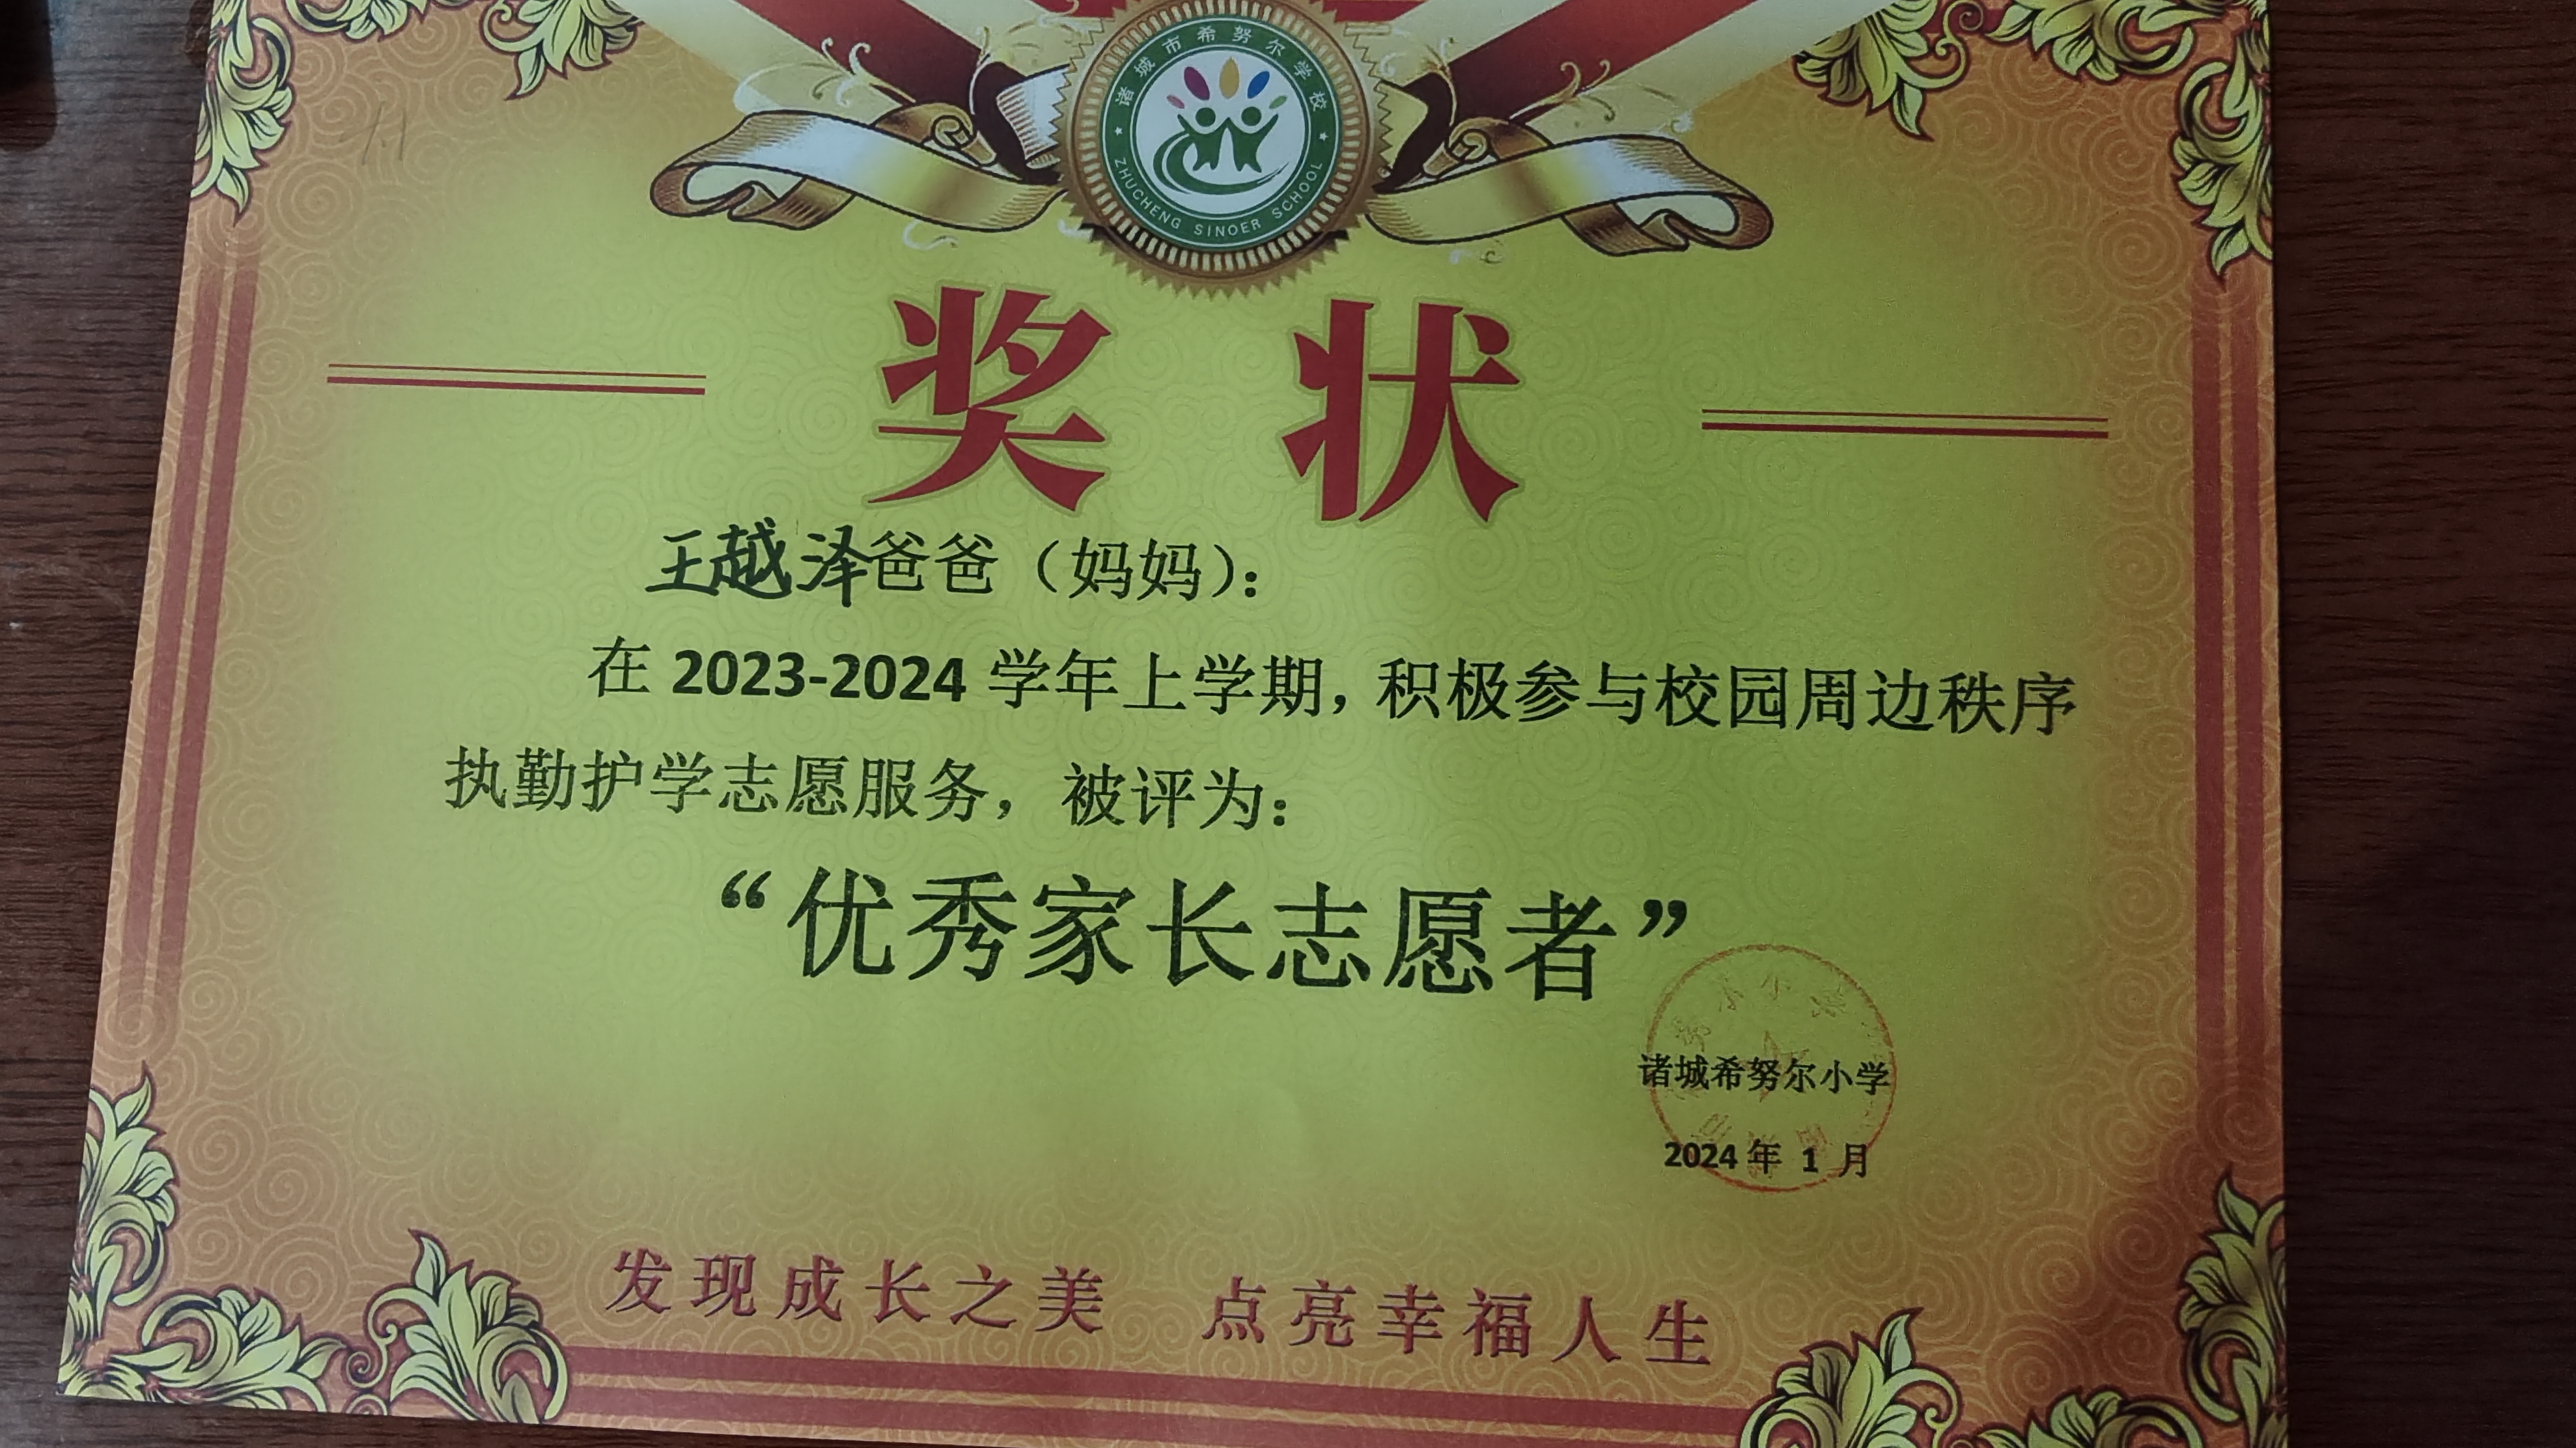 诸城市希努尔学校
ZHUCHENG SINOER SCHOOL
奖 状
王越泽爸爸（妈妈）：
在 2023-2024 学年上学期，积极参与校园周边秩序
执勤护学志愿服务，被评为：
“优秀家长志愿者”
诸城希努尔小学
2024 年 1 月
发现成长之美 点亮幸福人生